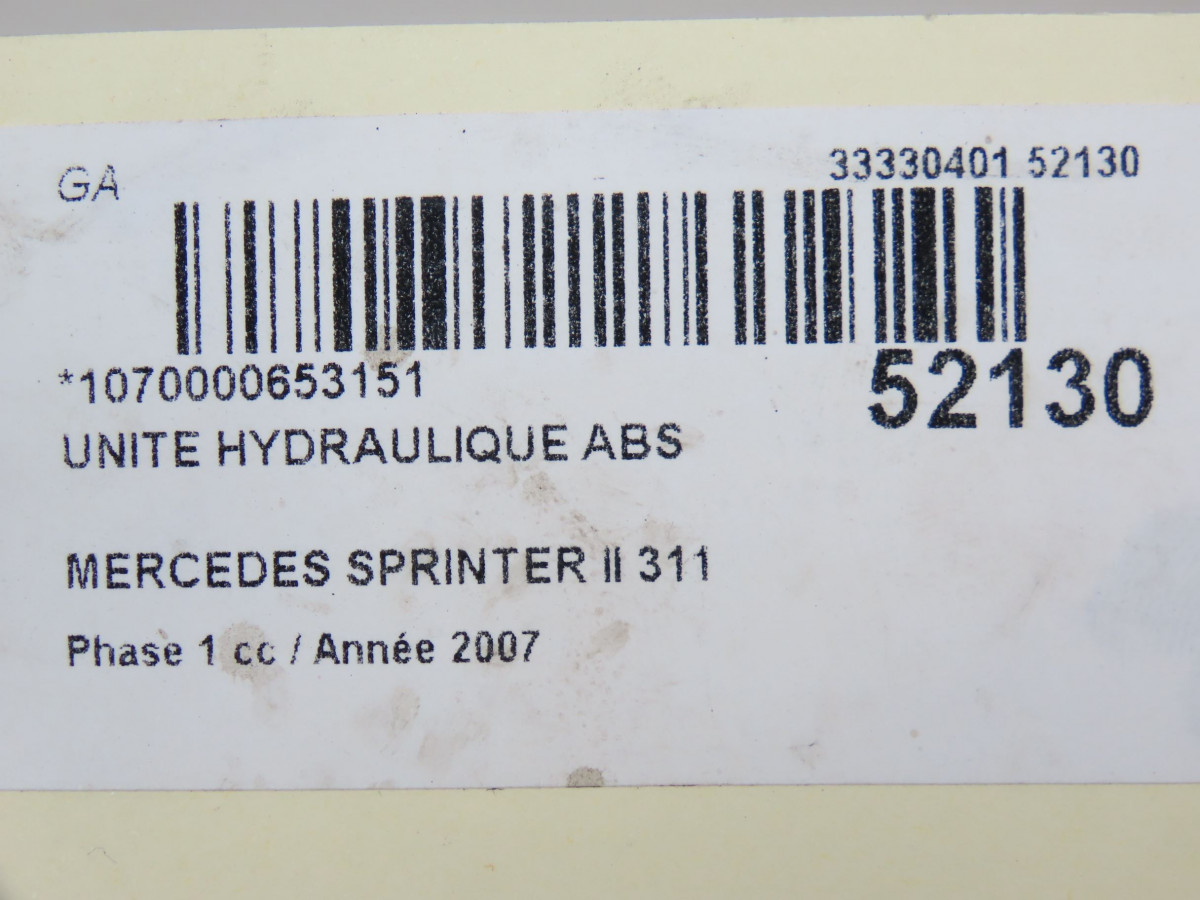 GA
33330401 52130
*1070000653151
52130
UNITE HYDRAULIQUE ABS
MERCEDES SPRINTER II 311
Phase 1 cc / Année 2007